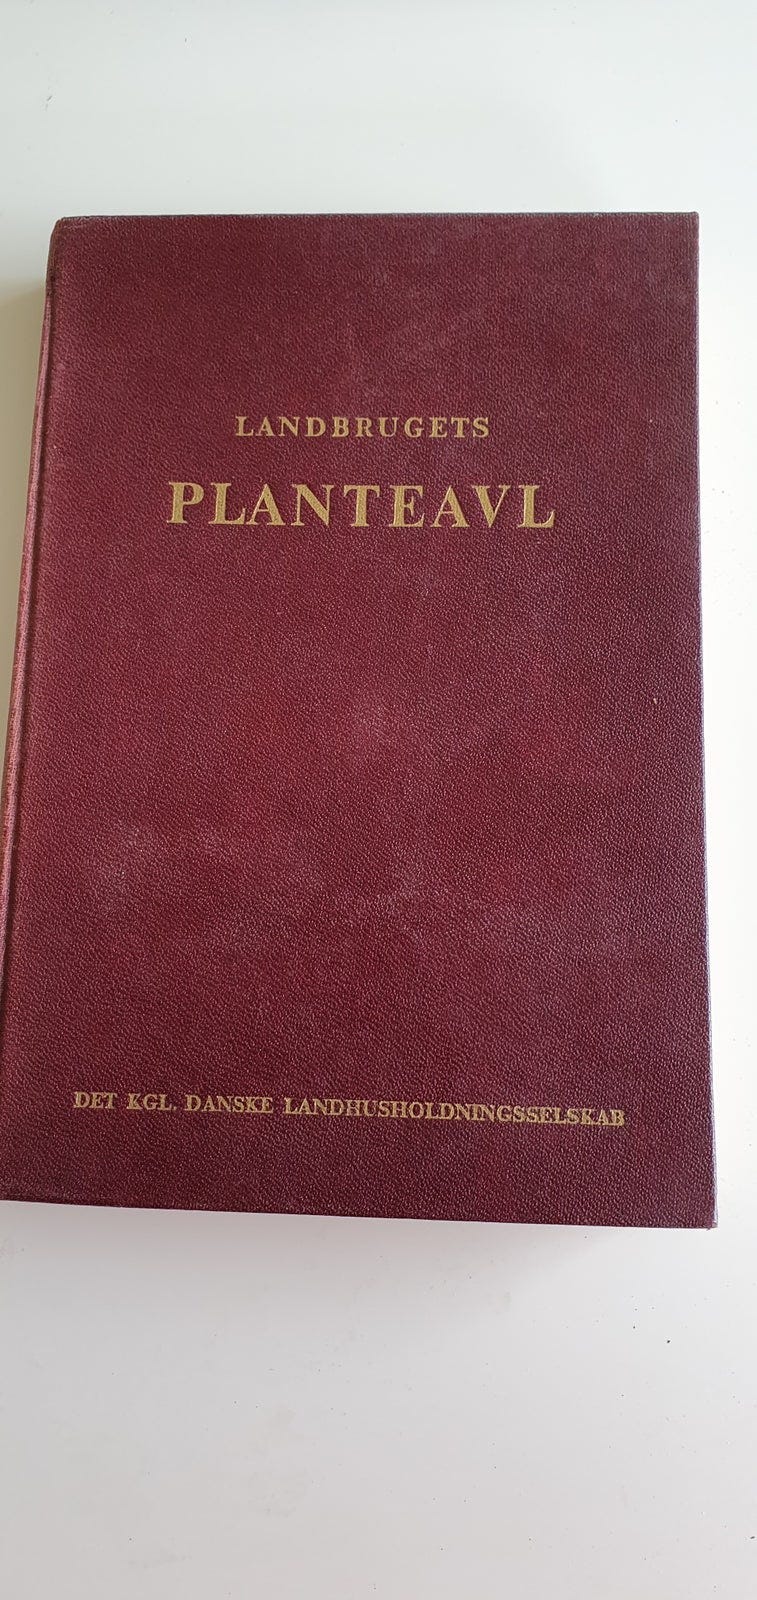 LANDBRUGETS
PLANTEAVL
DET KGL. DANSKE LANDHUSHOLDNINGSSELSKAB